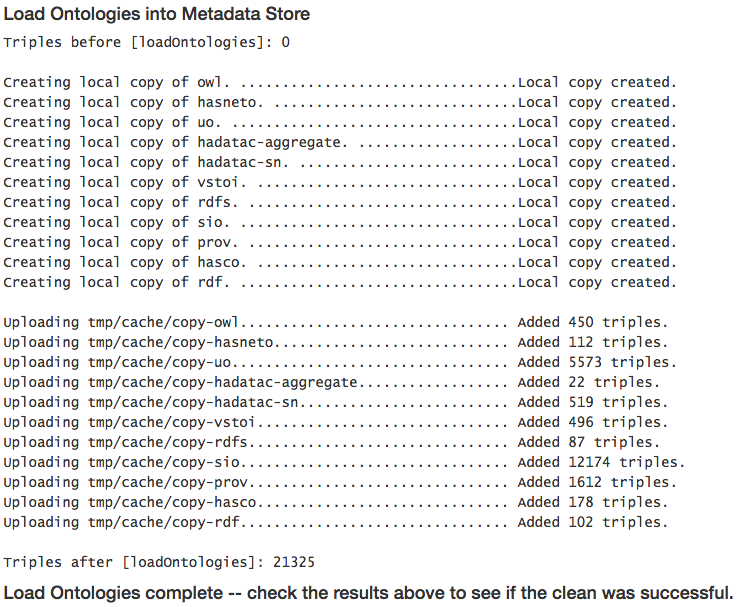 Load Ontologies into Metadata Store
Triples before [loadOntologies]: 0
Creating local copy of owl. .................................Local copy created.
Creating local copy of hasneto. .............................Local copy created.
Creating local copy of uo. ..................................Local copy created.
Creating local copy of hadatac-aggregate. ...................Local copy created.
Creating local copy of hadatac-sn. ..........................Local copy created.
Creating local copy of vstoi. ...............................Local copy created.
Creating local copy of rdfs. ................................Local copy created.
Creating local copy of sio. .................................Local copy created.
Creating local copy of prov. ................................Local copy created.
Creating local copy of hasco. ...............................Local copy created.
Creating local copy of rdf. .................................Local copy created.
Uploading tmp/cache/copy-owl................................ Added 450 triples.
Uploading tmp/cache/copy-hasneto............................ Added 112 triples.
Uploading tmp/cache/copy-uo................................. Added 5573 triples.
Uploading tmp/cache/copy-hadatac-aggregate.................. Added 22 triples.
Uploading tmp/cache/copy-hadatac-sn......................... Added 519 triples.
Uploading tmp/cache/copy-vstoi.............................. Added 496 triples.
Uploading tmp/cache/copy-rdfs............................... Added 87 triples.
Uploading tmp/cache/copy-sio................................ Added 12174 triples.
Uploading tmp/cache/copy-prov............................... Added 1612 triples.
Uploading tmp/cache/copy-hasco.............................. Added 178 triples.
Uploading tmp/cache/copy-rdf................................ Added 102 triples.
Triples after [loadOntologies]: 21325
Load Ontologies complete -- check the results above to see if the clean was successful.